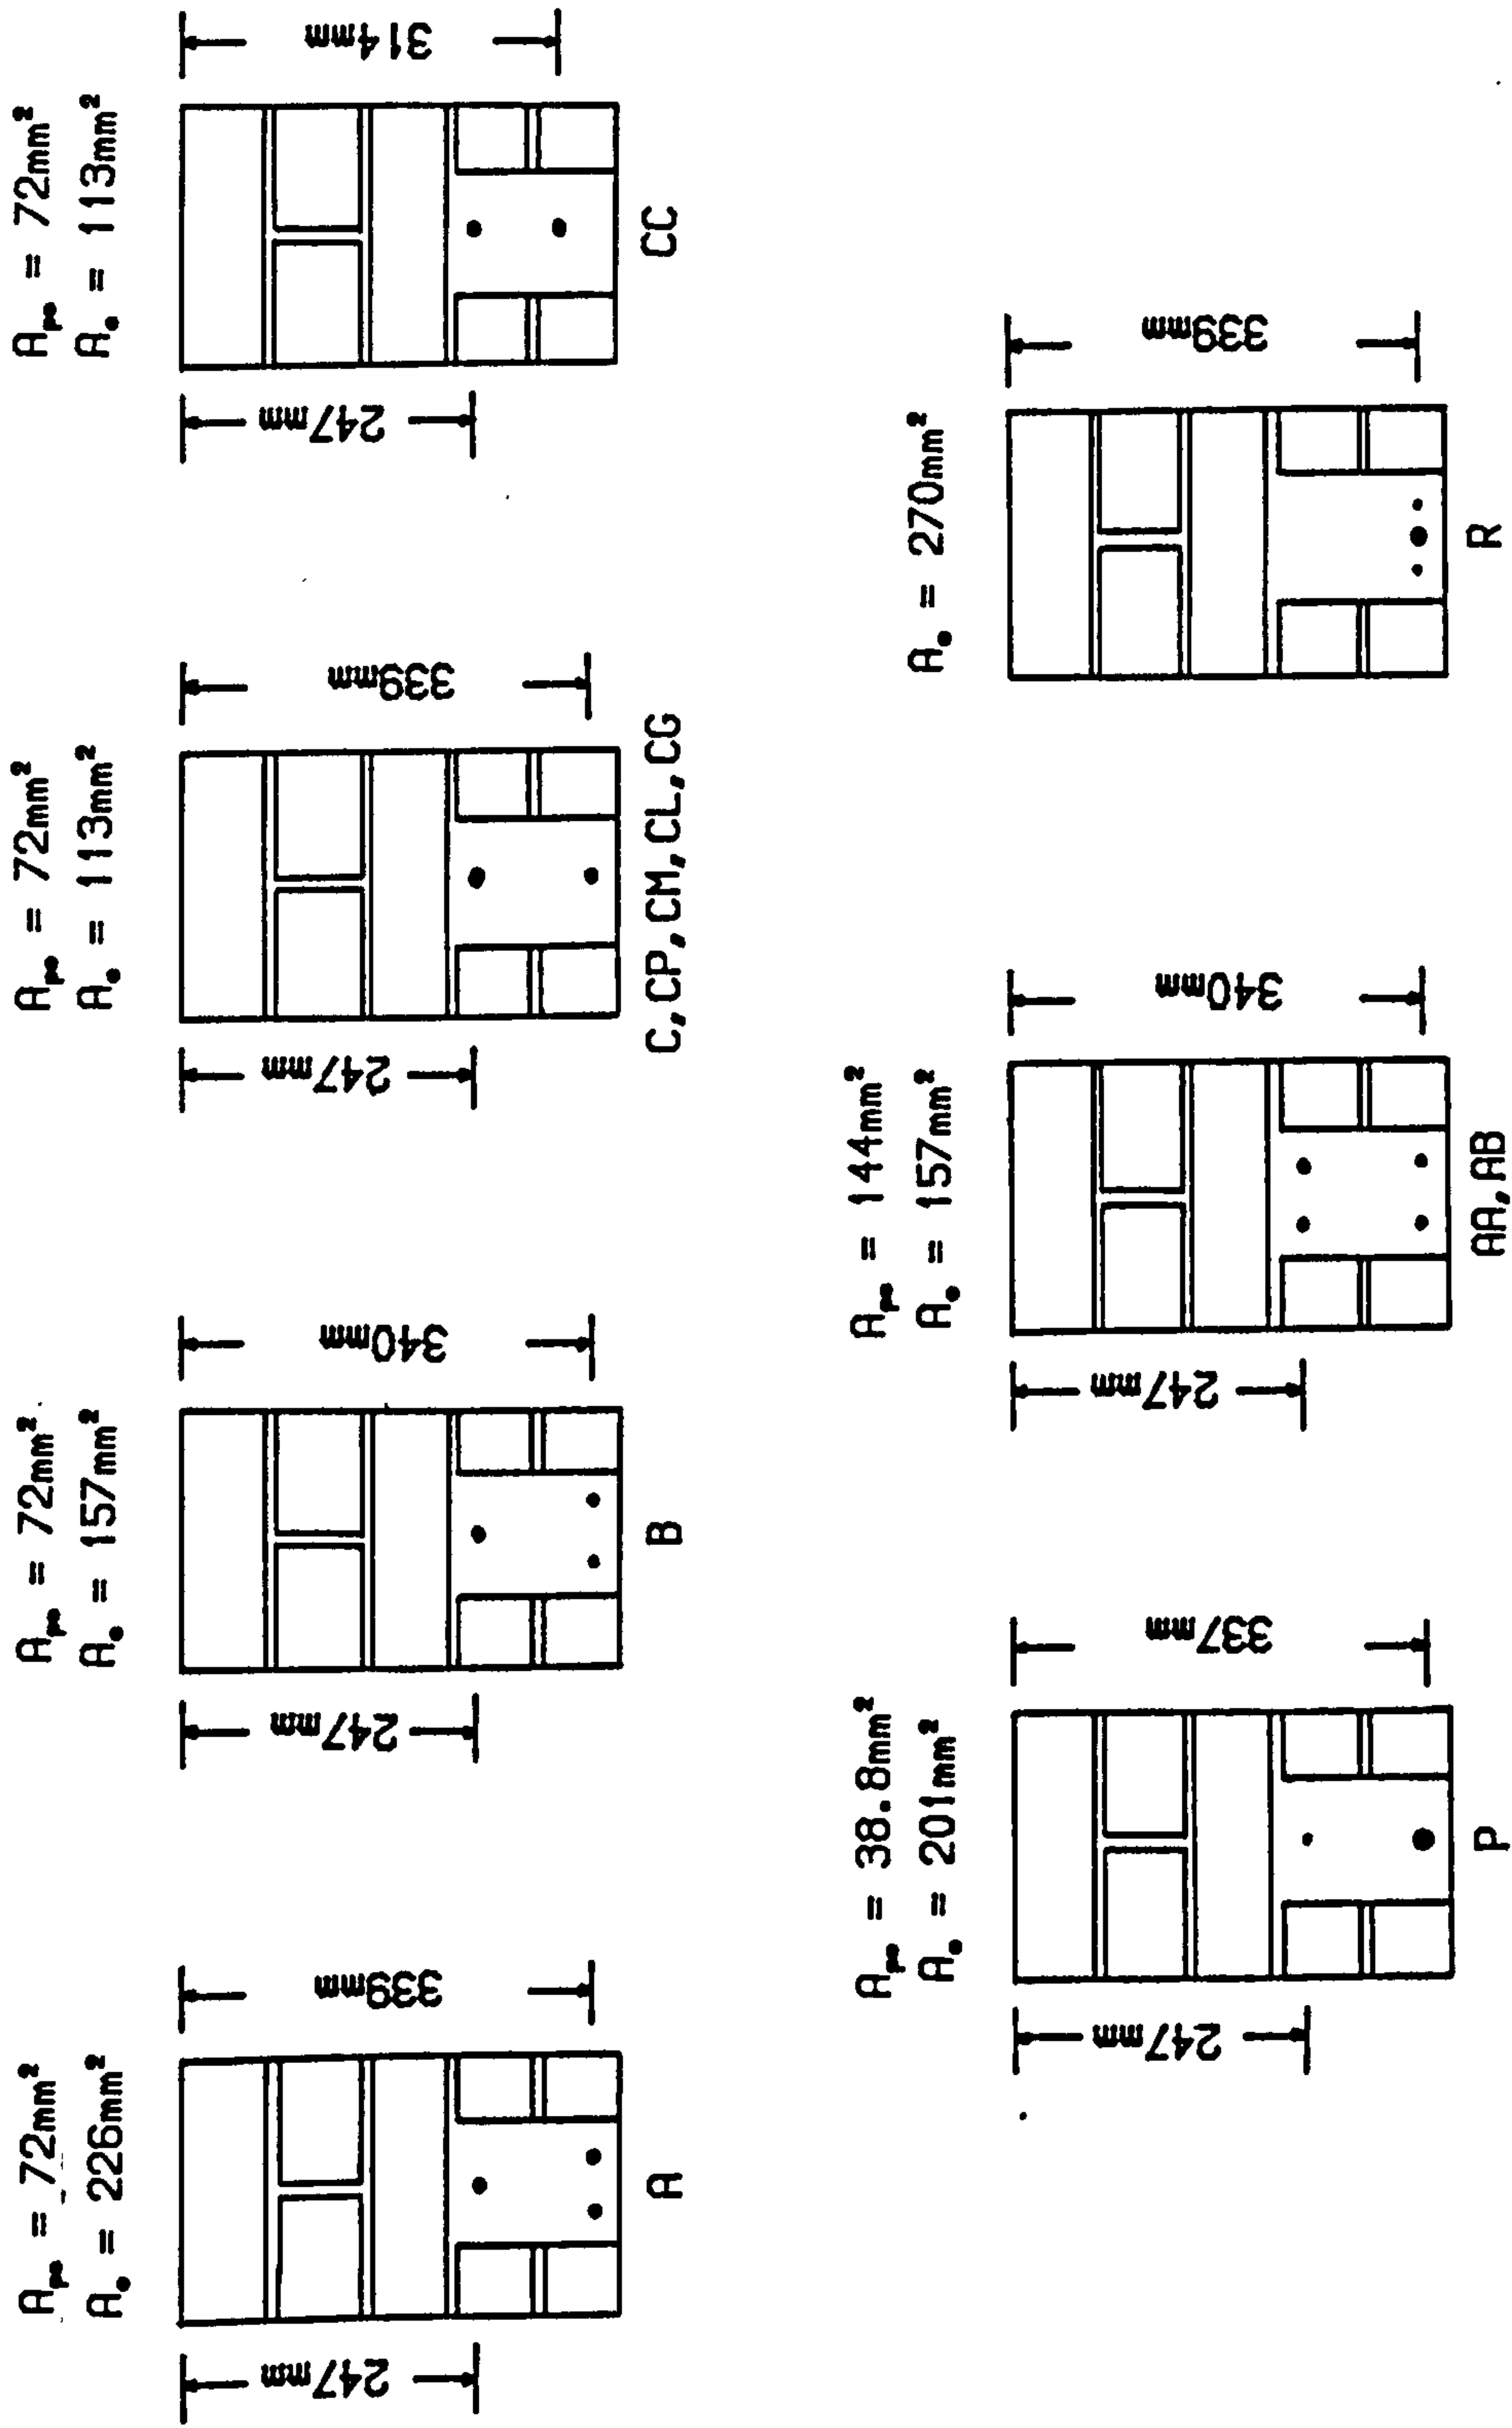 Aps = 72mm²
As = 226mm²
247mm
339mm
A
Aps = 72mm²
As = 157mm²
247mm
340mm
B
Aps = 72mm²
As = 113mm²
247mm
339mm
C,CP,CM,CL,CG
Aps = 72mm²
As = 113mm²
247mm
314mm
CC
Aps = 38.8mm²
As = 201mm²
247mm
337mm
P
Aps = 144mm²
As = 157mm²
247mm
340mm
AA,AB
As = 270mm²
339mm
R